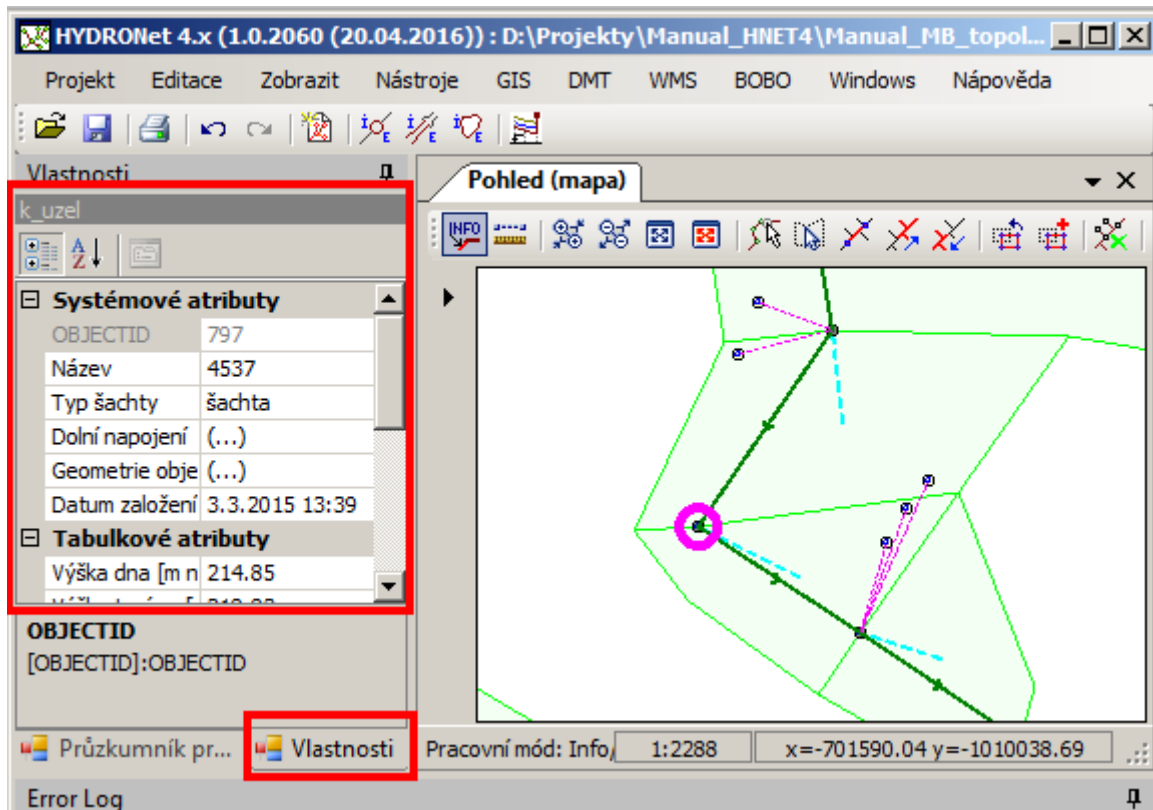 HYDRONet 4.x (1.0.2060 (20.04.2016)) : D:\Projekty\Manual_HNET4\Manual_MB_topol...
Projekt Editace Zobrazit Nástroje GIS DMT WMS BOBO Windows Nápověda
Vlastnosti
Pohled (mapa)
k_uzel
INFO
Systémové atributy
OBJECTID 797
Název 4537
Typ šachty šachta
Dolní napojení (...)
Geometrie obje (...)
Datum založení 3.3.2015 13:39
Tabulkové atributy
Výška dna [m n 214.85
OBJECTID
[OBJECTID]:OBJECTID
Průzkumník pr... Vlastnosti
Pracovní mód: Info/ 1:2288 x=-701590.04 y=-1010038.69
Error Log